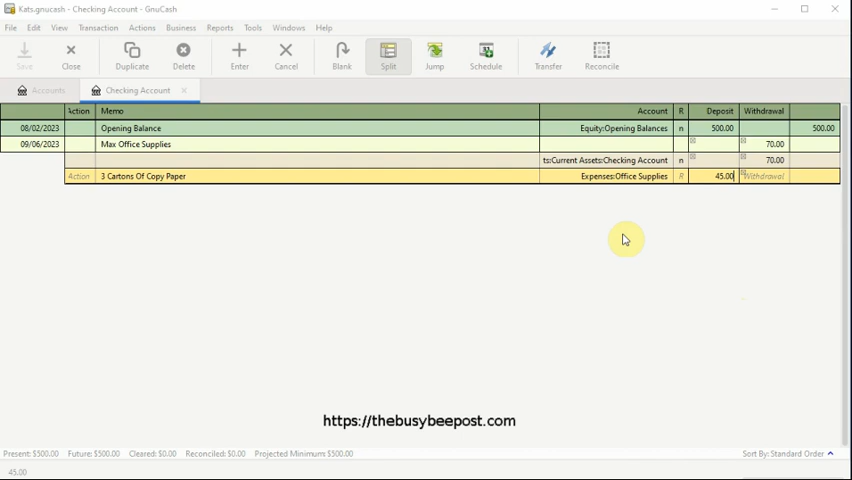 Kats.gnucash - Checking Account - GnuCash
File Edit View Transaction Actions Business Reports Tools Windows Help
Save Close Duplicate Delete Enter Cancel Blank Split Jump Schedule Transfer Reconcile
Accounts Checking Account
Action Memo Account R Deposit Withdrawal
08/02/2023 Opening Balance Equity:Opening Balances n 500.00 500.00
09/06/2023 Max Office Supplies 70.00
ts:Current Assets:Checking Account n 70.00
Action 3 Cartons Of Copy Paper Expenses:Office Supplies R 45.00 Withdrawal
https://thebusybeepost.com
Present: $500.00 Future: $500.00 Cleared: $0.00 Reconciled: $0.00 Projected Minimum: $500.00 Sort By: Standard Order
45.00